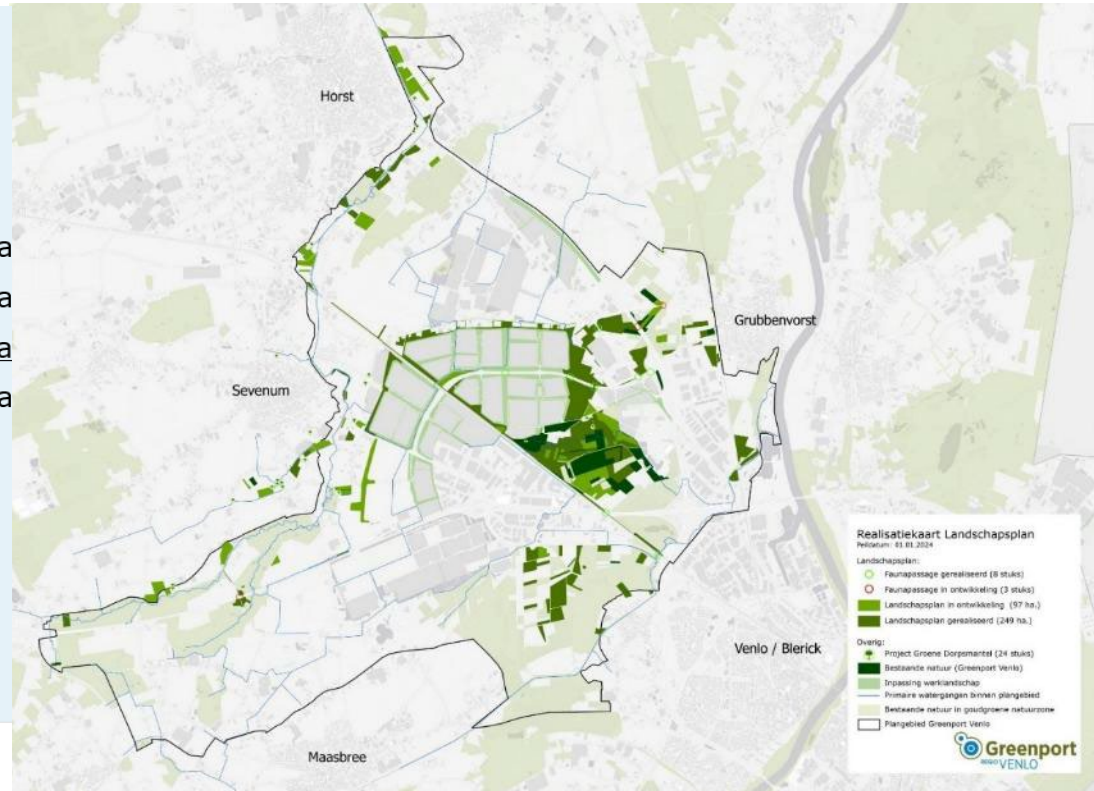 a
a
a
a
Horst
Grubbenvorst
Sevenum
Venlo / Blerick
Maasbree
Realisatiekaart Landschapsplan
Peildatum: 01.01.2024
Landschapsplan:
Faunapassage gerealiseerd (8 stuks)
Faunapassage in ontwikkeling (3 stuks)
Landschapsplan in ontwikkeling (97 ha.)
Landschapsplan gerealiseerd (249 ha.)
Overig:
Project Groene Dorpsmantel (24 stuks)
Bestaande natuur (Greenport Venlo)
Inpassing werklandschap
Primaire watergangen binnen plangebied
Bestaande natuur in goudgroene natuurzone
Plangebied Greenport Venlo
Greenport
REGIO VENLO